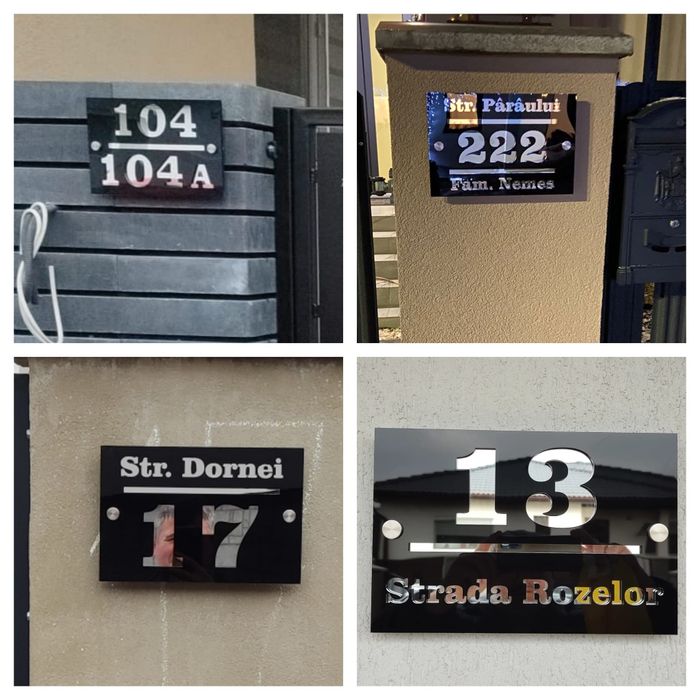 104
104A
Str. Pârâului
222
Fam. Nemes
Str. Dornei
17
13
Strada Rozelor